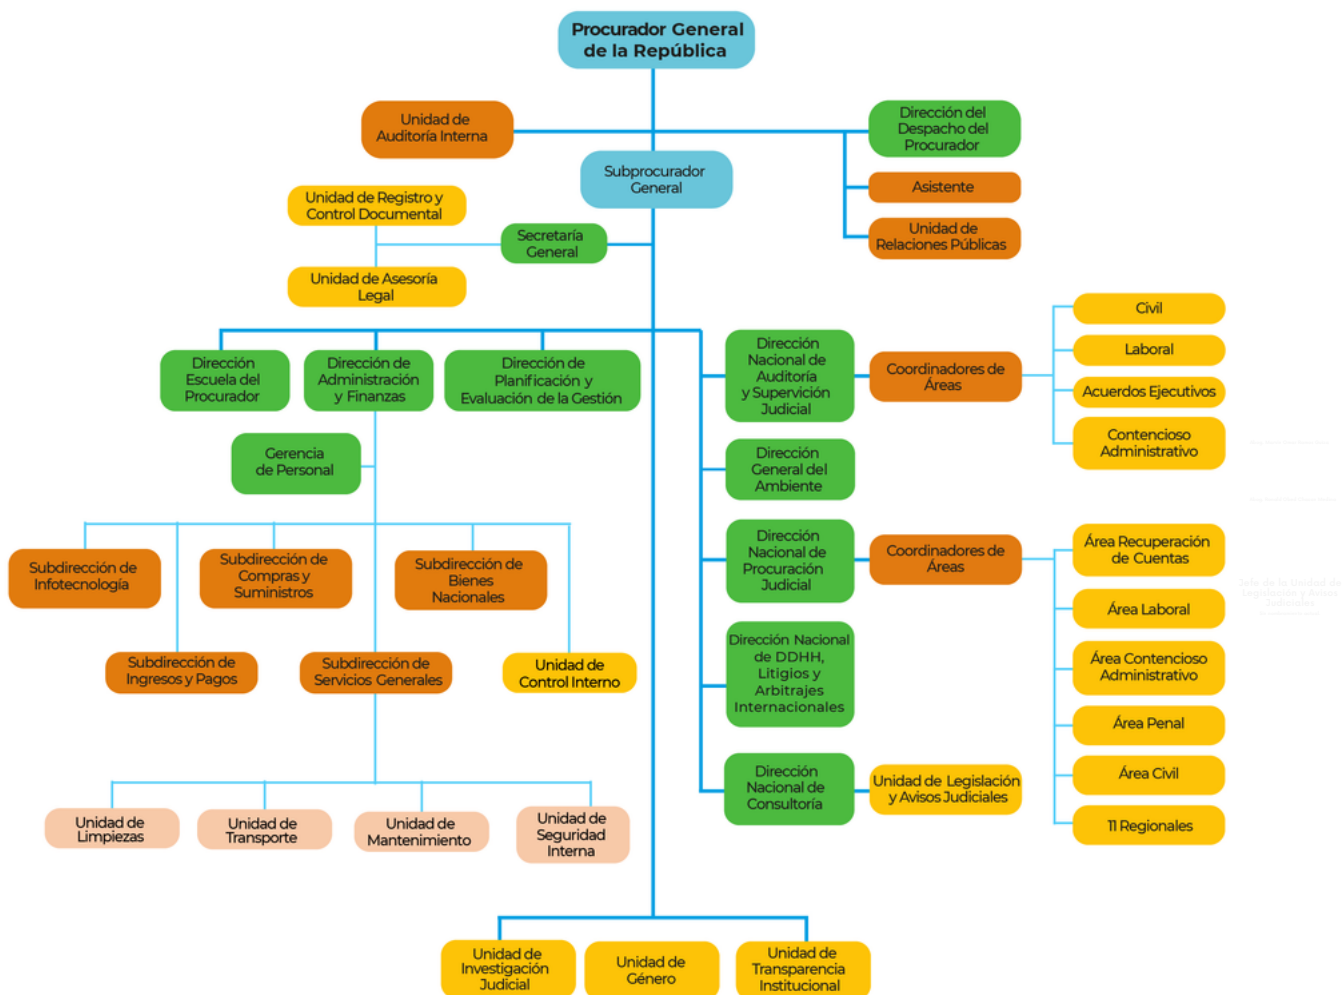 Procurador General
de la República
Unidad de
Auditoría Interna
Dirección del
Despacho del
Procurador
Subprocurador
General
Asistente
Unidad de Registro y
Control Documental
Unidad de
Relaciones Públicas
Secretaría
General
Unidad de Asesoría
Legal
Dirección
Escuela del
Procurador
Dirección de
Administración
y Finanzas
Dirección de
Planificación y
Evaluación de la Gestión
Dirección
Nacional de
Auditoría
y Supervisión
Judicial
Coordinadores de
Áreas
Civil
Laboral
Acuerdos Ejecutivos
Contencioso
Administrativo
Gerencia
de Personal
Dirección
General del
Ambiente
Subdirección de
Infotecnología
Subdirección de
Compras y
Suministros
Subdirección de
Bienes
Nacionales
Dirección
Nacional de
Procuración
Judicial
Coordinadores de
Áreas
Área Recuperación
de Cuentas
Área Laboral
Área Contencioso
Administrativo
Área Penal
Área Civil
11 Regionales
Jefe de la Unidad de
Legislación y Avisos
Judiciales
Subdirección de
Ingresos y Pagos
Subdirección de
Servicios Generales
Unidad de
Control Interno
Dirección Nacional
de DDHH,
Litigios y
Arbitrajes
Internacionales
Dirección
Nacional de
Consultoría
Unidad de Legislación
y Avisos Judiciales
Unidad de
Limpiezas
Unidad de
Transporte
Unidad de
Mantenimiento
Unidad de
Seguridad
Interna
Unidad de
Investigación
Judicial
Unidad de
Género
Unidad de
Transparencia
Institucional